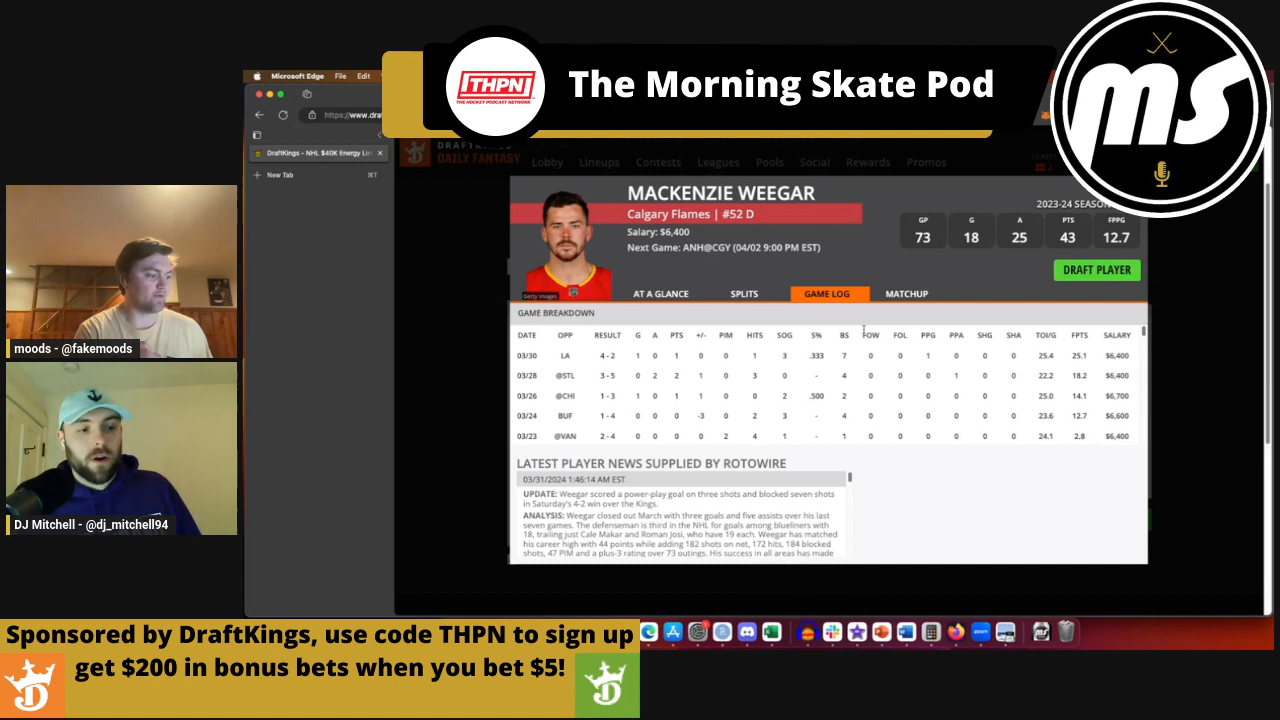 THPN
THE HOCKEY PODCAST NETWORK
The Morning Skate Pod
ms
Microsoft Edge File Edit
https://www.dra
DraftKings - NHL $40K Energy Lin
New Tab ⌘T
DAILY FANTASY
Lobby Lineups Contests Leagues Pools Social Rewards Promos
MACKENZIE WEEGAR
Calgary Flames | #52 D
Salary: $6,400
Next Game: ANH@CGY (04/02 9:00 PM EST)
2023-24 SEASON
GP G A PTS FPPG
73 18 25 43 12.7
DRAFT PLAYER
Getty Images
AT A GLANCE SPLITS GAME LOG MATCHUP
GAME BREAKDOWN
DATE OPP RESULT G A PTS +/- PIM HITS SOG S% BS FOW FOL PPG PPA SHG SHA TOI/G FPTS SALARY
03/30 LA 4 - 2 1 0 1 0 0 1 3 .333 7 0 0 1 0 0 0 25.4 25.1 $6,400
03/28 @STL 3 - 5 0 2 2 1 0 3 0 - 4 0 0 0 1 0 0 22.2 18.2 $6,400
03/26 @CHI 1 - 3 1 0 1 1 0 0 2 .500 2 0 0 0 0 0 0 25.0 14.1 $6,700
03/24 BUF 1 - 4 0 0 0 -3 0 2 3 - 4 0 0 0 0 0 0 23.6 12.7 $6,600
03/23 @VAN 2 - 4 0 0 0 0 2 4 1 - 1 0 0 0 0 0 0 24.1 2.8 $6,400
LATEST PLAYER NEWS SUPPLIED BY ROTOWIRE
03/31/2024 1:46:14 AM EST
UPDATE: Weegar scored a power-play goal on three shots and blocked seven shots
in Saturday's 4-2 win over the Kings.
ANALYSIS: Weegar closed out March with three goals and five assists over his last
seven games. The defenseman is third in the NHL for goals among blueliners with
18, trailing just Cale Makar and Roman Josi, who have 19 each. Weegar has matched
his career high with 44 points while adding 182 shots on net, 172 hits, 184 blocked
shots, 47 PIM and a plus-3 rating over 73 outings. His success in all areas has made
moods - @fakemoods
DJ Mitchell - @dj_mitchell94
Sponsored by DraftKings, use code THPN to sign up
get $200 in bonus bets when you bet $5!
zoom